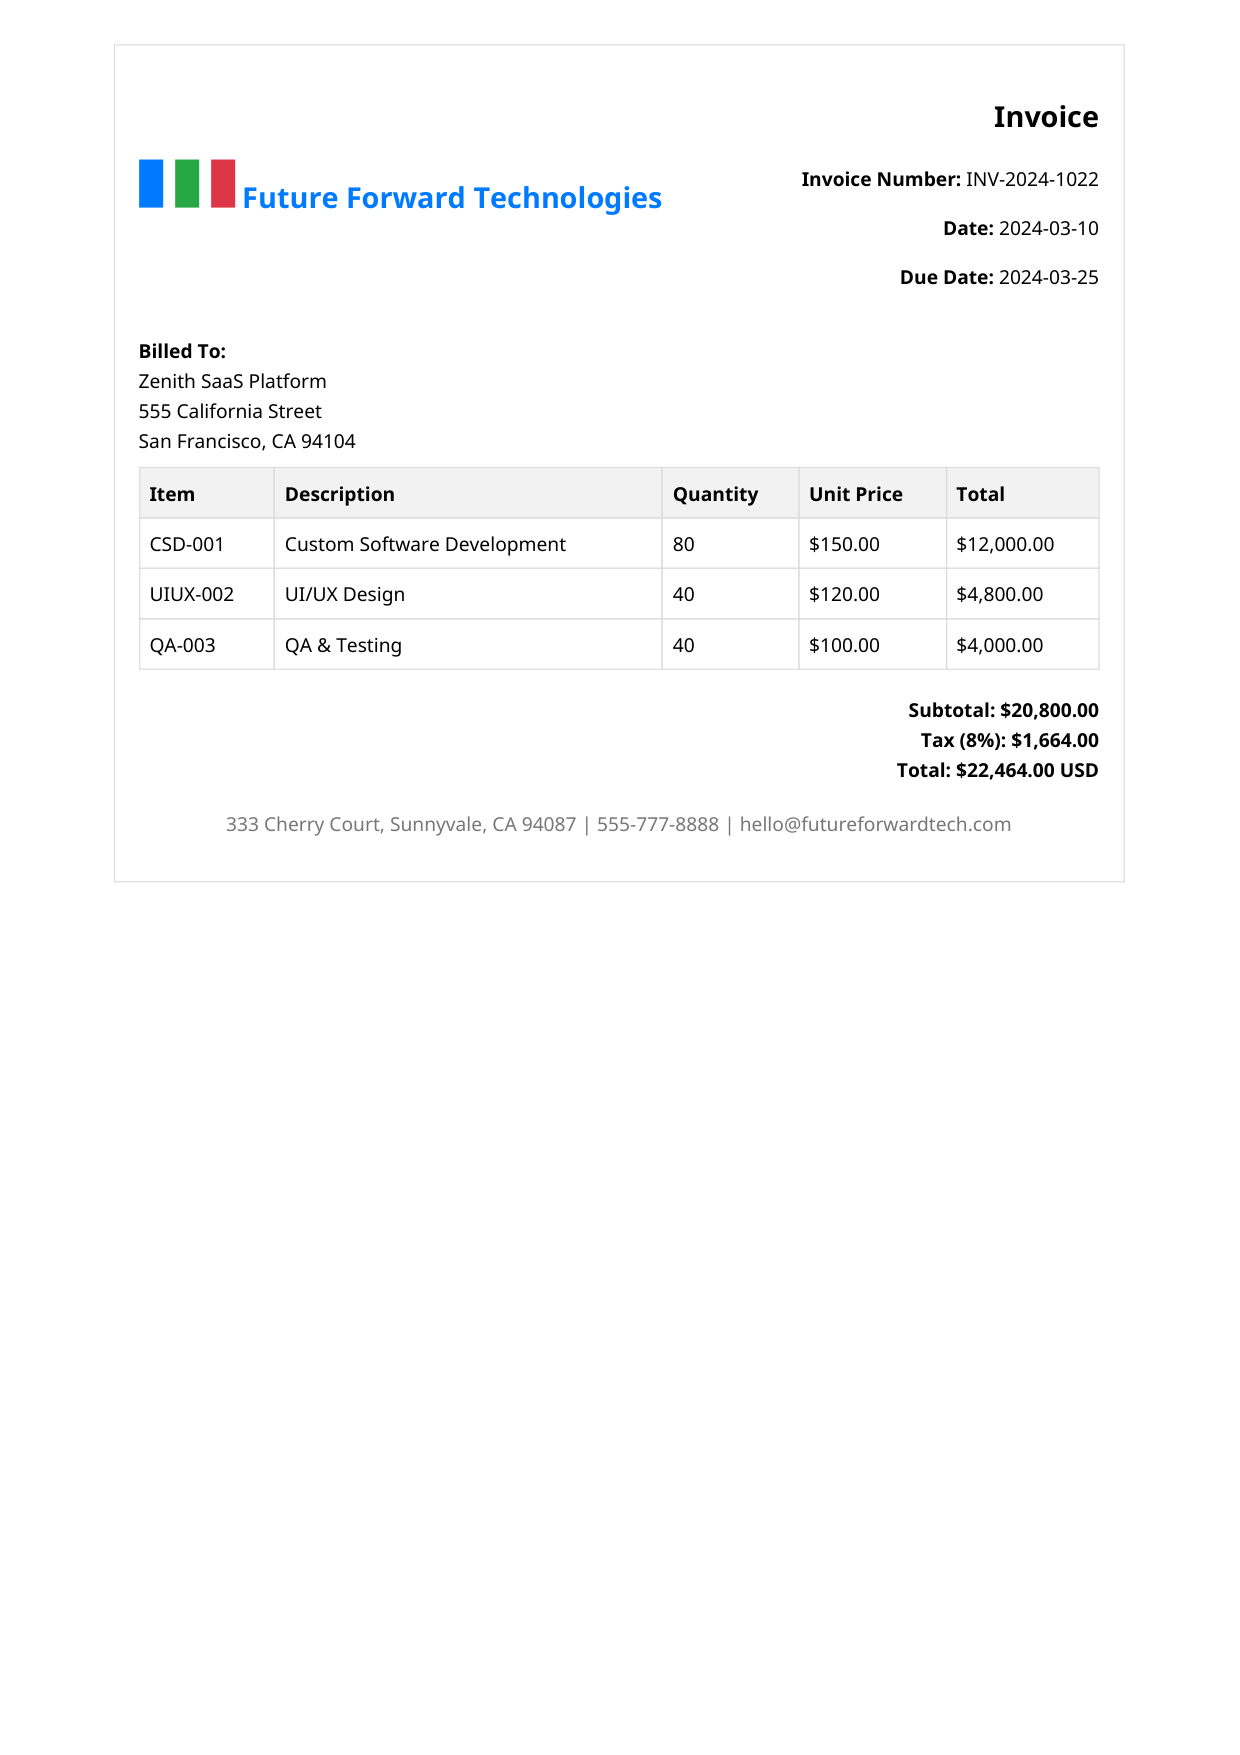 Invoice
Future Forward Technologies
Invoice Number: INV-2024-1022
Date: 2024-03-10
Due Date: 2024-03-25
Billed To:
Zenith SaaS Platform
555 California Street
San Francisco, CA 94104
Item Description Quantity Unit Price Total
CSD-001 Custom Software Development 80 $150.00 $12,000.00
UIUX-002 UI/UX Design 40 $120.00 $4,800.00
QA-003 QA & Testing 40 $100.00 $4,000.00
Subtotal: $20,800.00
Tax (8%): $1,664.00
Total: $22,464.00 USD
333 Cherry Court, Sunnyvale, CA 94087 | 555-777-8888 | hello@futureforwardtech.com